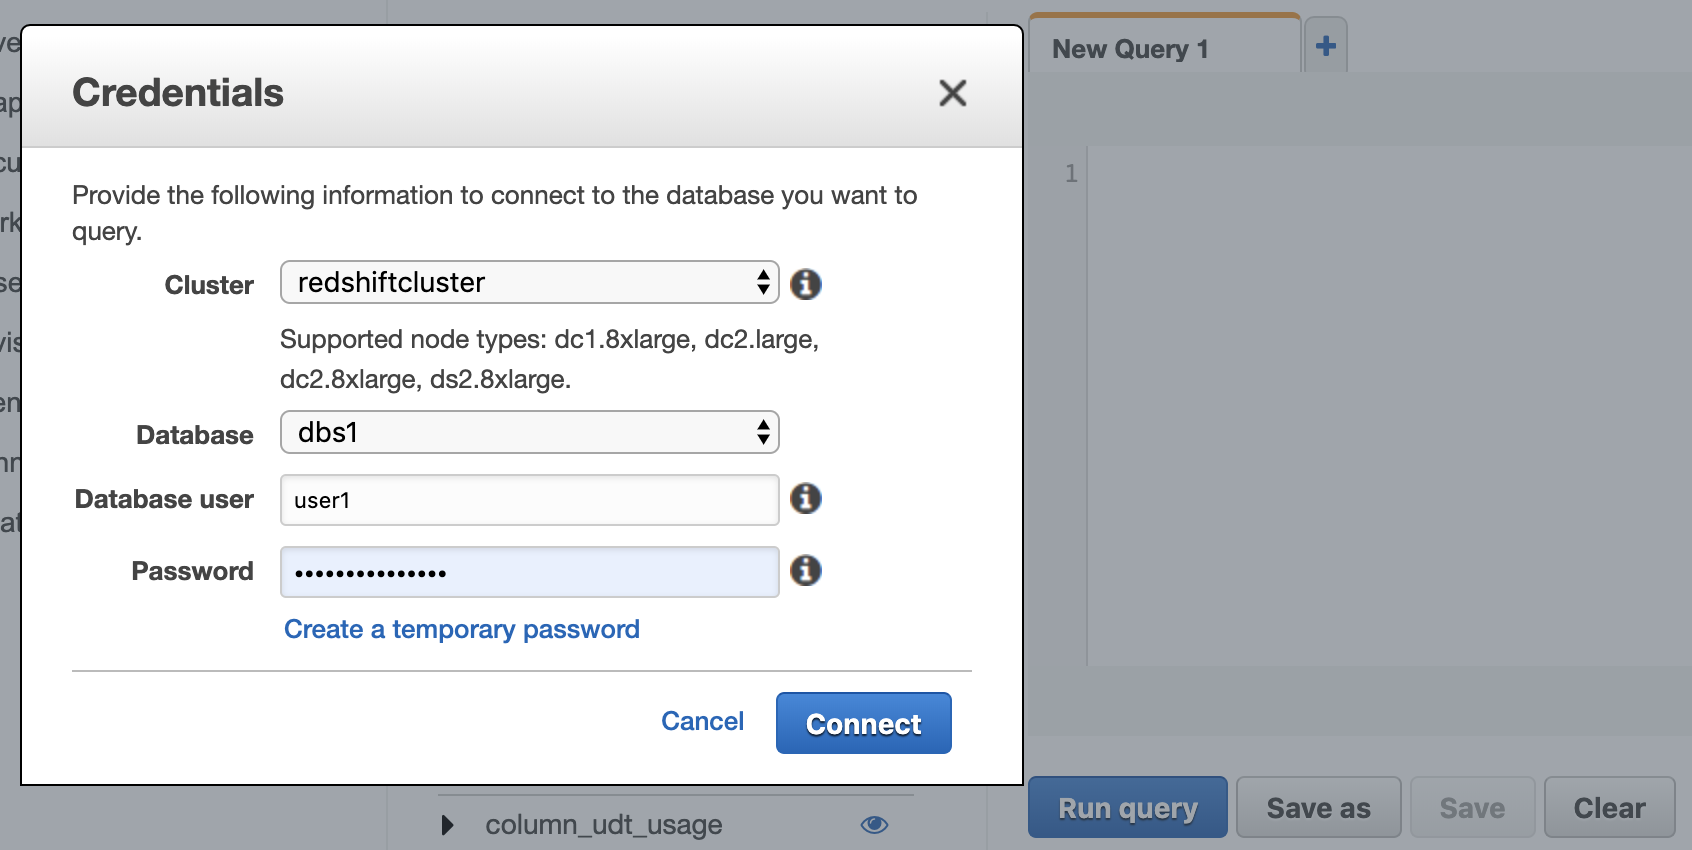 Credentials
Provide the following information to connect to the database you want to
query.
Cluster
redshiftcluster
Supported node types: dc1.8xlarge, dc2.large,
dc2.8xlarge, ds2.8xlarge.
Database
dbs1
Database user
user1
Password
•••••••••••••••
Create a temporary password
Cancel
Connect
column_udt_usage
New Query 1
1
Run query
Save as
Save
Clear